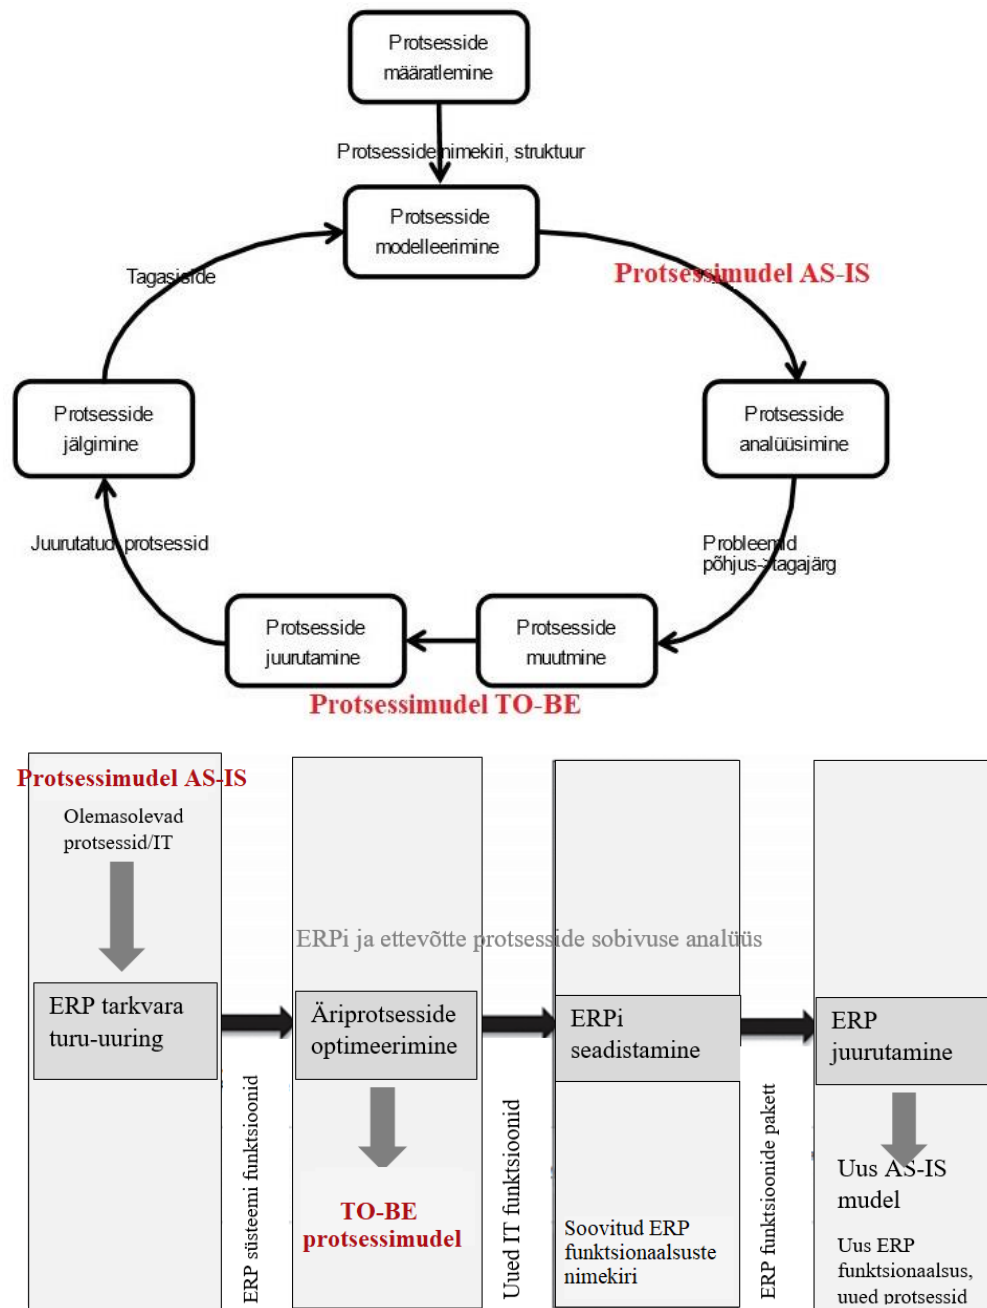 Protsesside
määratlemine
Protsesside nimekiri, struktuur
Protsesside
modelleerimine
Protsessimudel AS-IS
Tagasiside
Protsesside
jälgimine
Protsesside
analüüsimine
Juurutatud protsessid
Probleemid
põhjus->tagajärg
Protsesside
juurutamine
Protsesside
muutmine
Protsessimudel TO-BE
Protsessimudel AS-IS
Olemasolevad
protsessid/IT
ERPi ja ettevõtte protsesside sobivuse analüüs
ERP tarkvara
turu-uuring
Äriprotsesside
optimeerimine
ERPi
seadistamine
ERP
juurutamine
ERP süsteemi funktsioonid
TO-BE
protsessimudel
Uued IT funktsioonid
Soovitud ERP
funktsionaalsuste
nimekiri
ERP funktsioonide pakett
Uus AS-IS
mudel
Uus ERP
funktsionaalsus,
uued protsessid